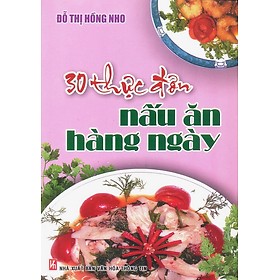 ĐỖ THỊ HỒNG NHO
30 thực đơn
nấu ăn
hàng ngày
NHÀ XUẤT BẢN VĂN HÓA THÔNG TIN